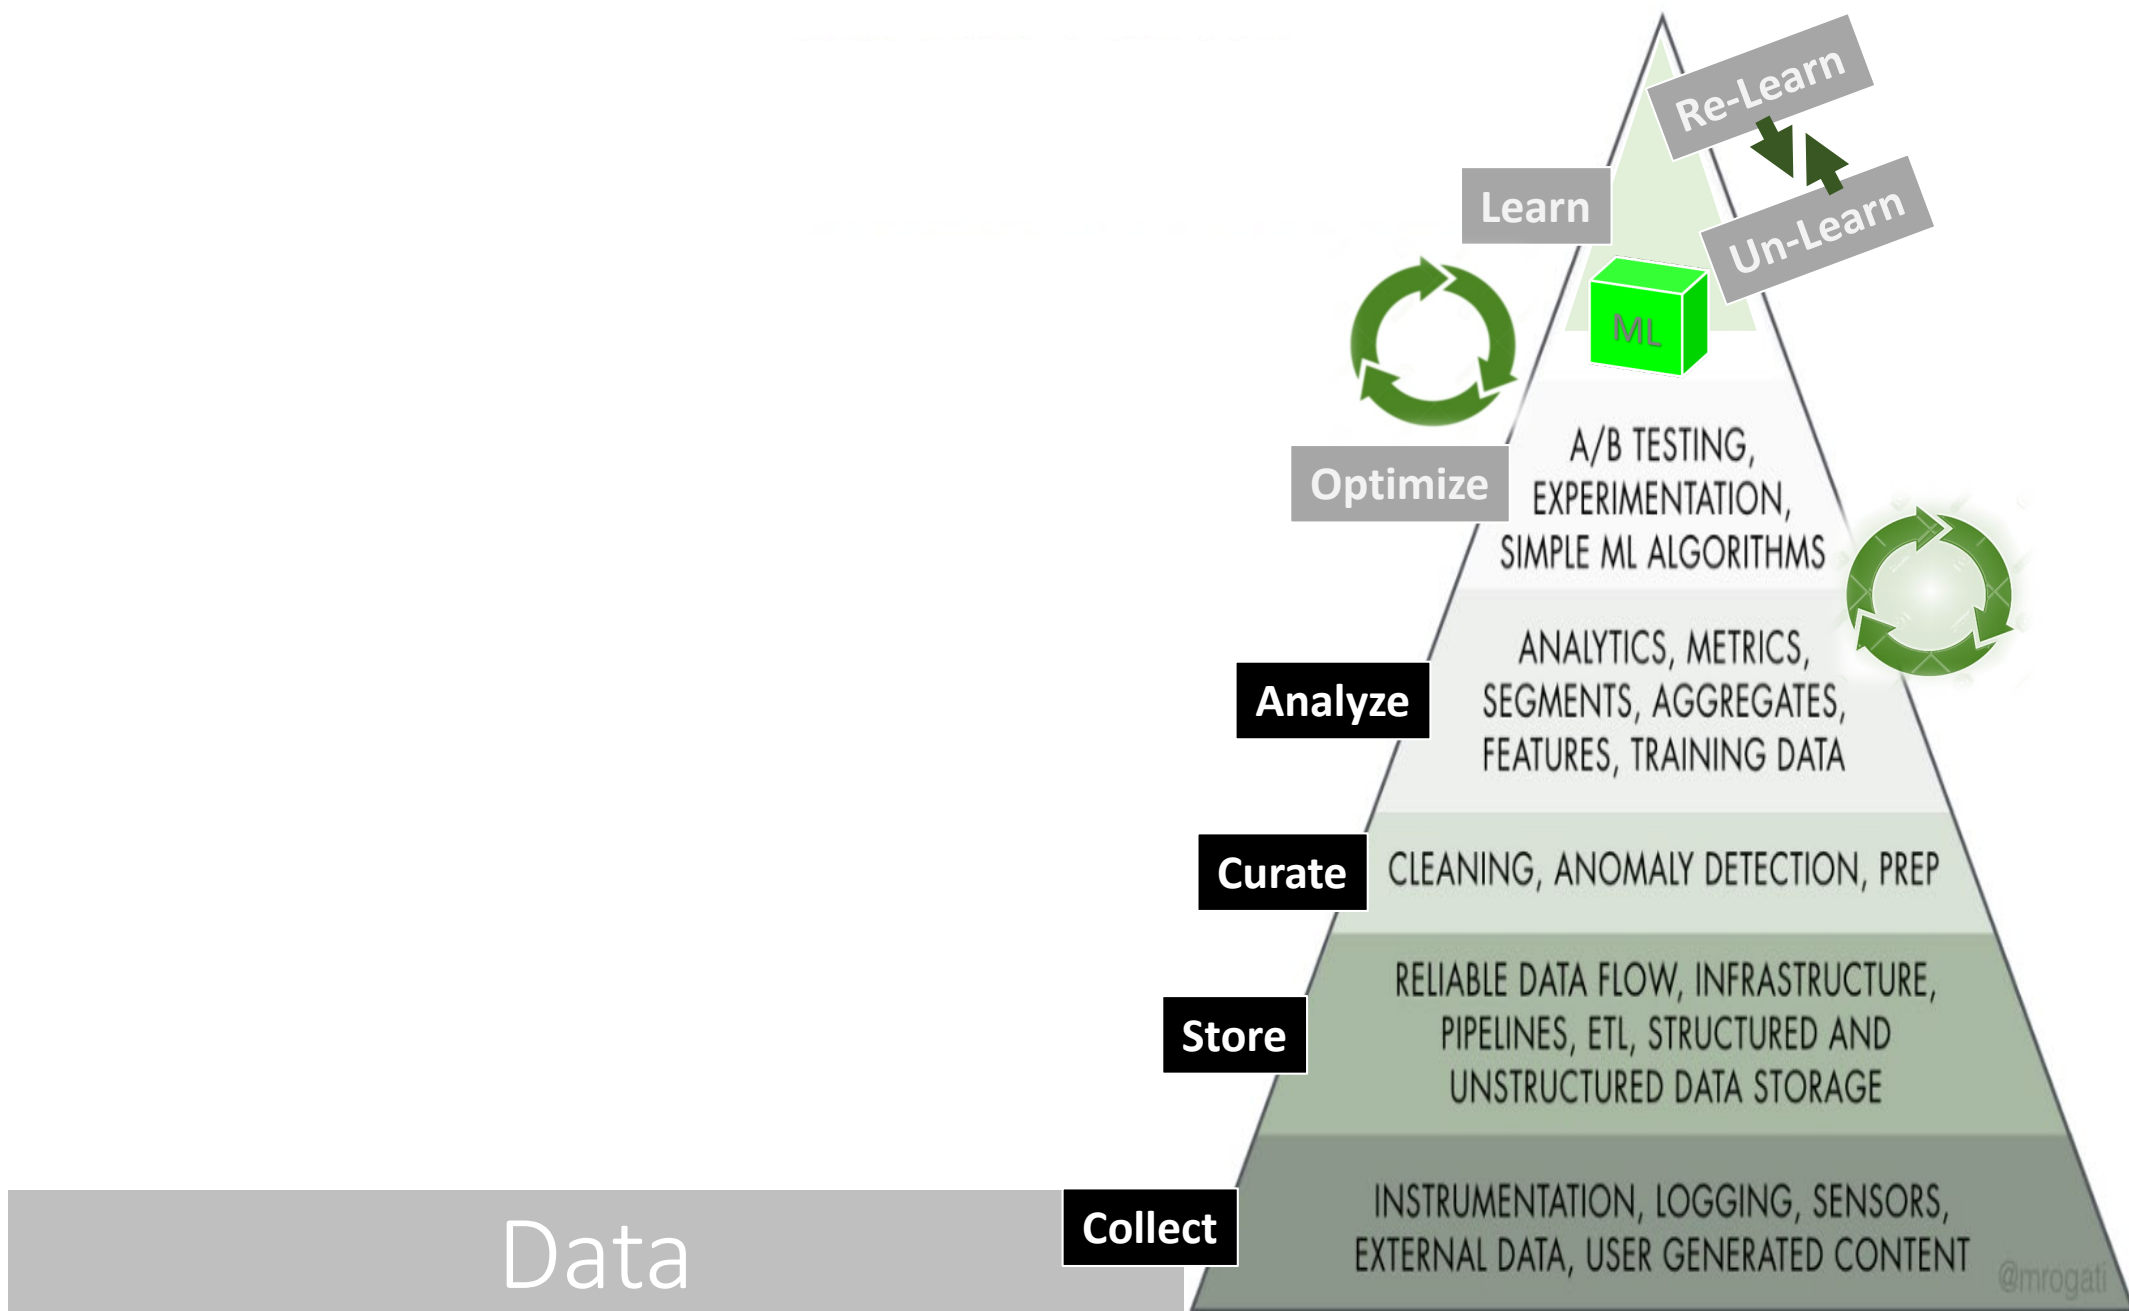 Re-Learn
Learn
Un-Learn
ML
Optimize
A/B TESTING,
EXPERIMENTATION,
SIMPLE ML ALGORITHMS
Analyze
ANALYTICS, METRICS,
SEGMENTS, AGGREGATES,
FEATURES, TRAINING DATA
Curate
CLEANING, ANOMALY DETECTION, PREP
Store
RELIABLE DATA FLOW, INFRASTRUCTURE,
PIPELINES, ETL, STRUCTURED AND
UNSTRUCTURED DATA STORAGE
Data
Collect
INSTRUMENTATION, LOGGING, SENSORS,
EXTERNAL DATA, USER GENERATED CONTENT
@mrogati